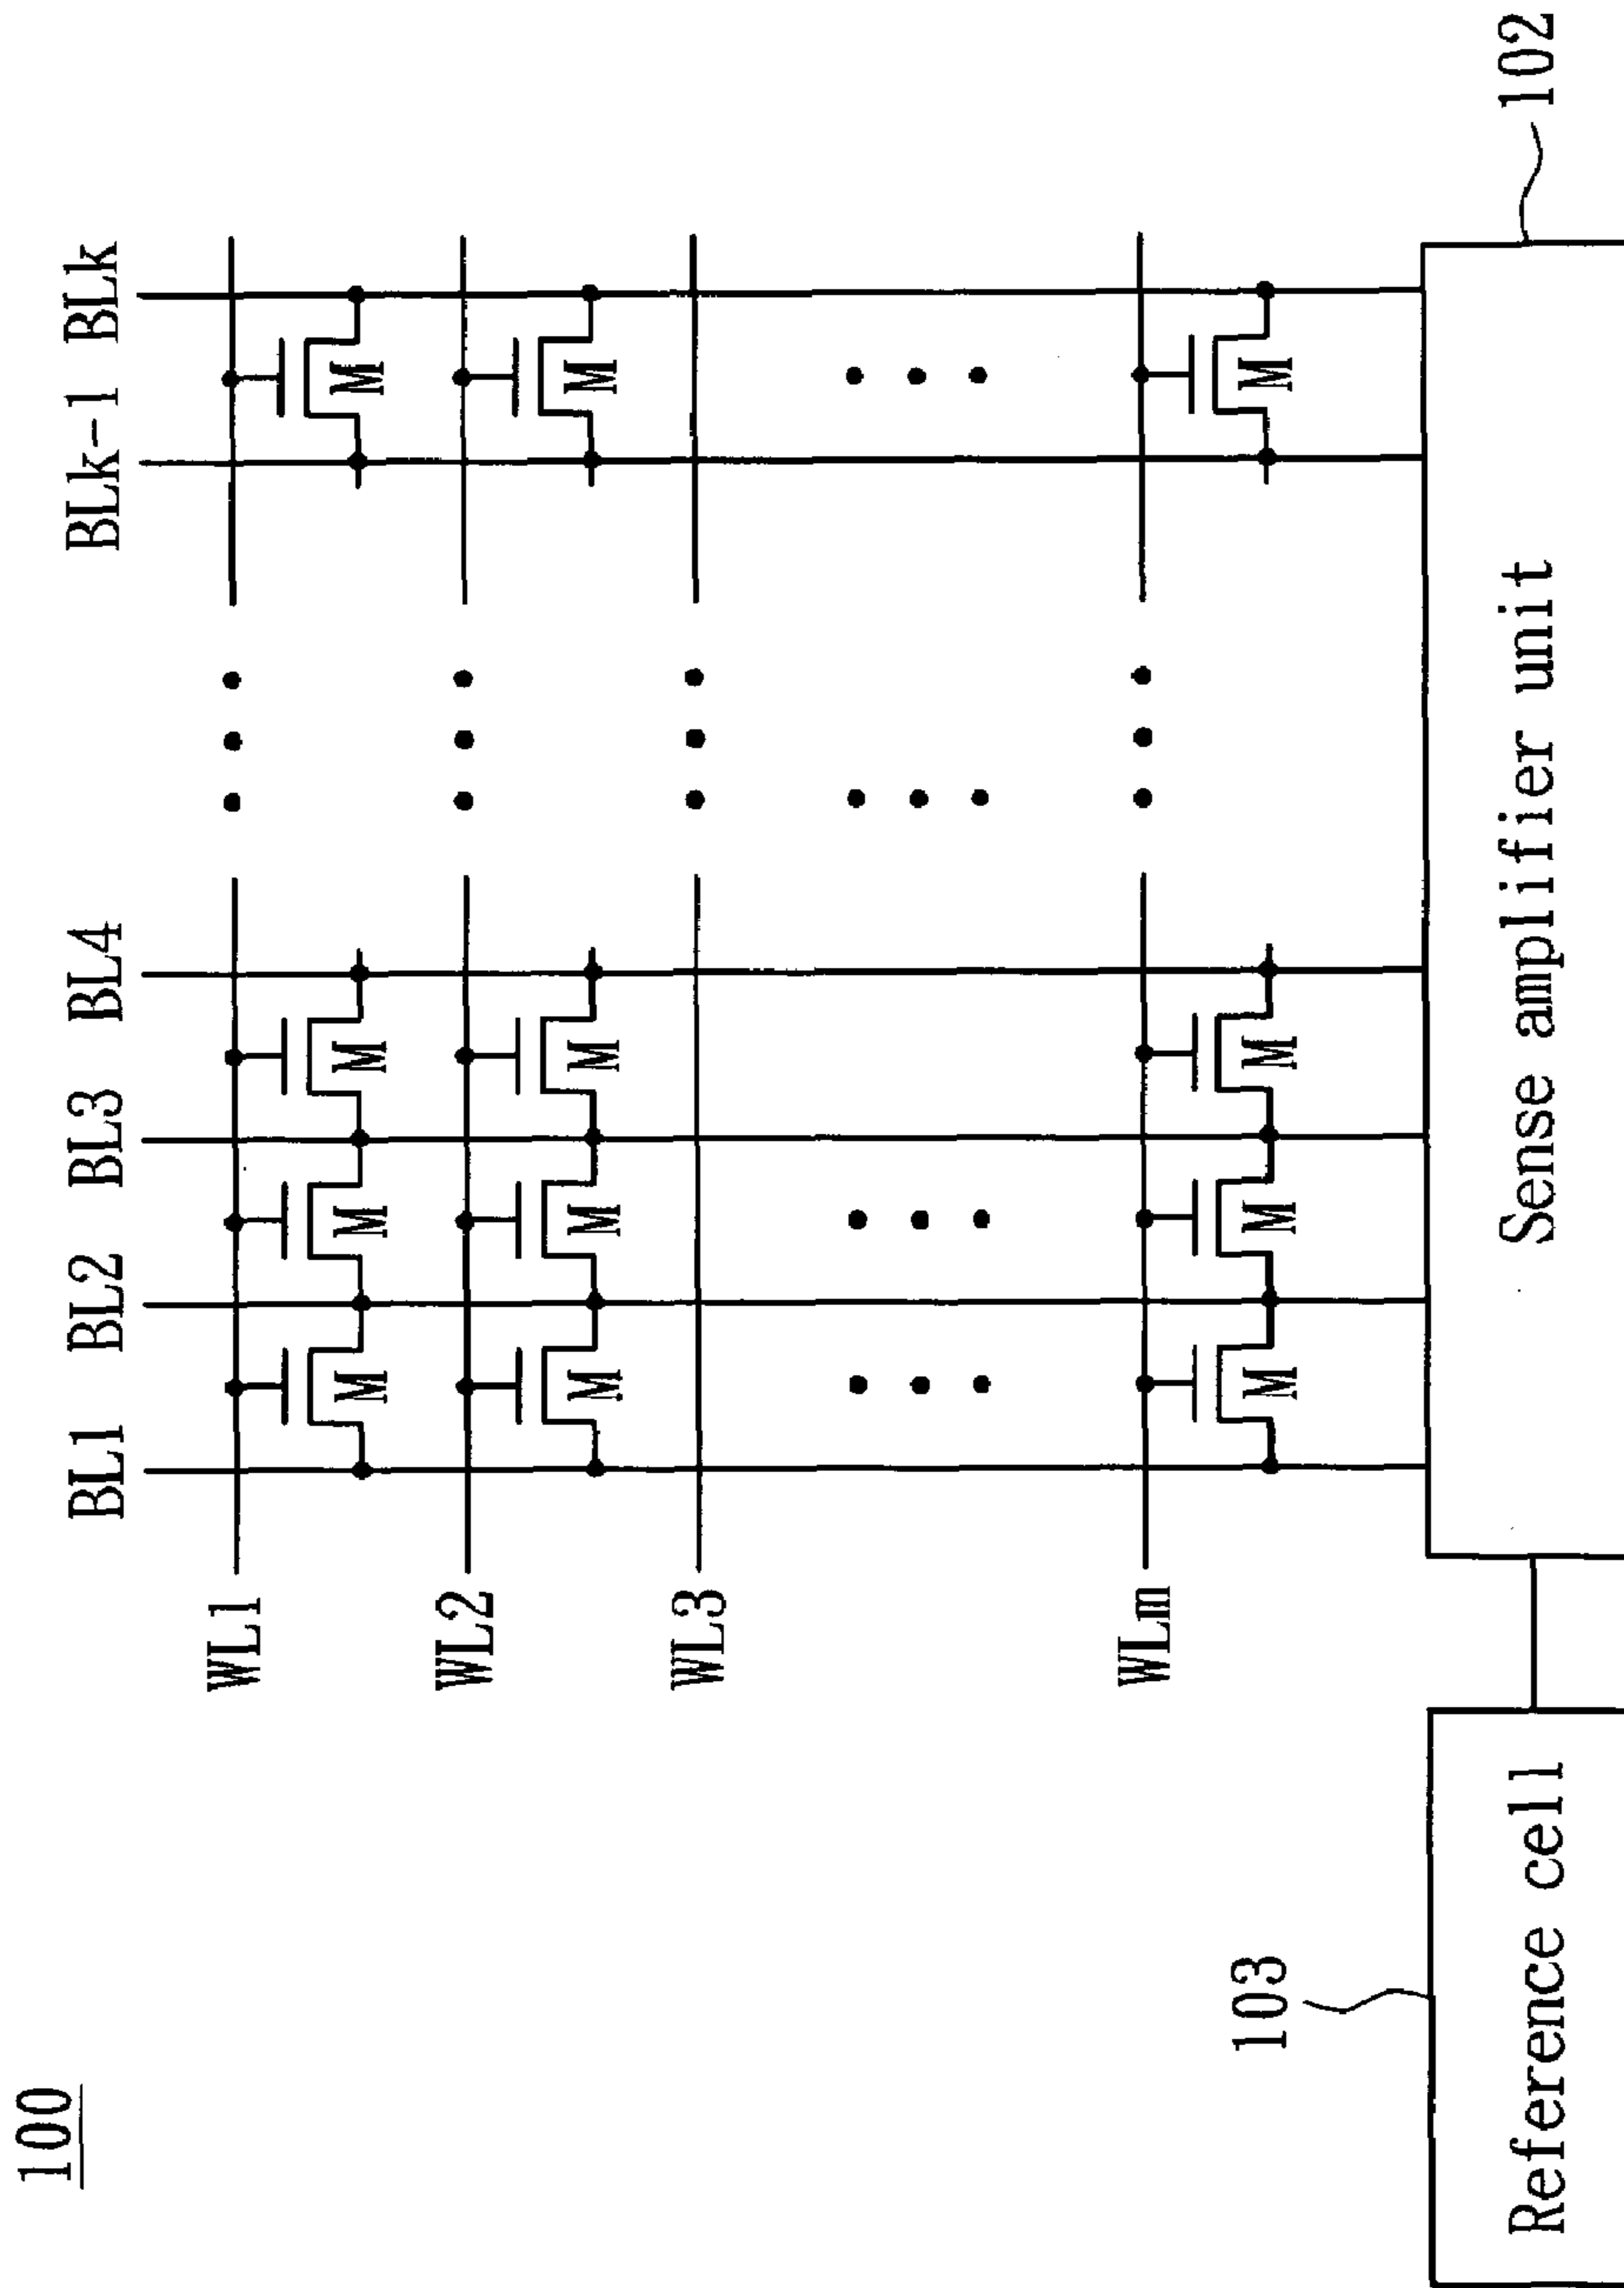 100
BL1 BL2 BL3 BL4 BLk-1 BLk
WL1
M M M M
WL2
M M M M
WL3
WLm
M M M M
103
102
Reference cell
Sense amplifier unit